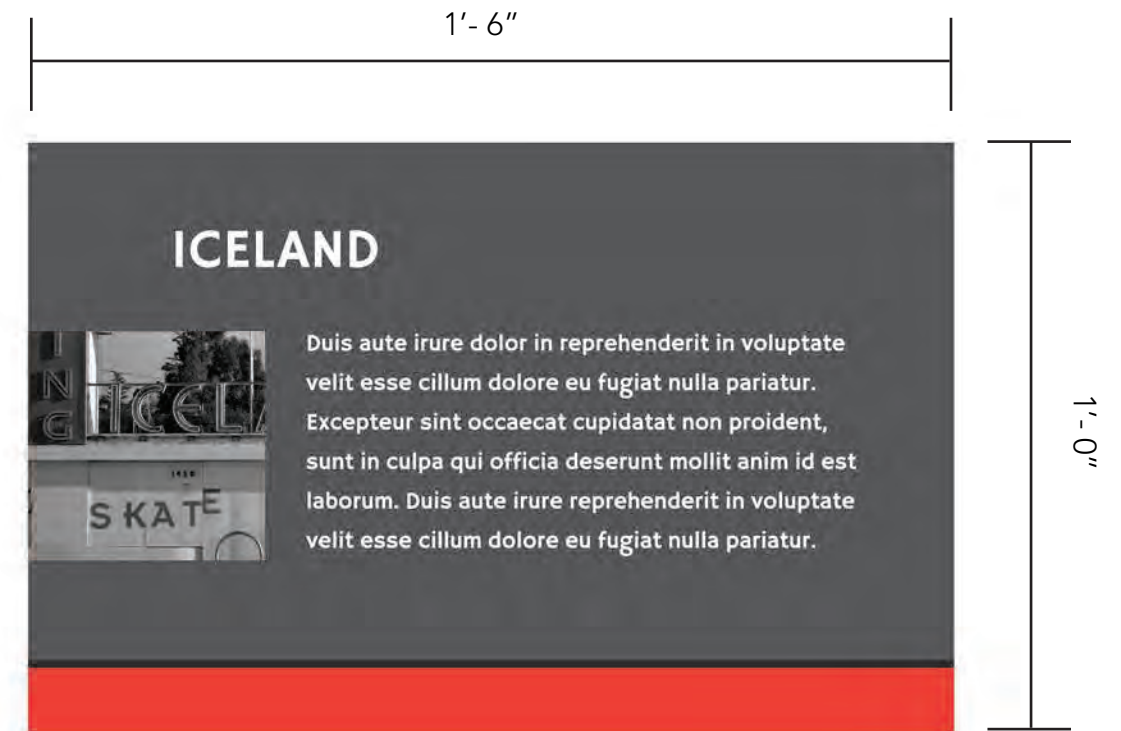 1'- 6"
ICELAND
I
N
G
ICELA
SKATE
Duis aute irure dolor in reprehenderit in voluptate
velit esse cillum dolore eu fugiat nulla pariatur.
Excepteur sint occaecat cupidatat non proident,
sunt in culpa qui officia deserunt mollit anim id est
laborum. Duis aute irure reprehenderit in voluptate
velit esse cillum dolore eu fugiat nulla pariatur.
1'- 0"